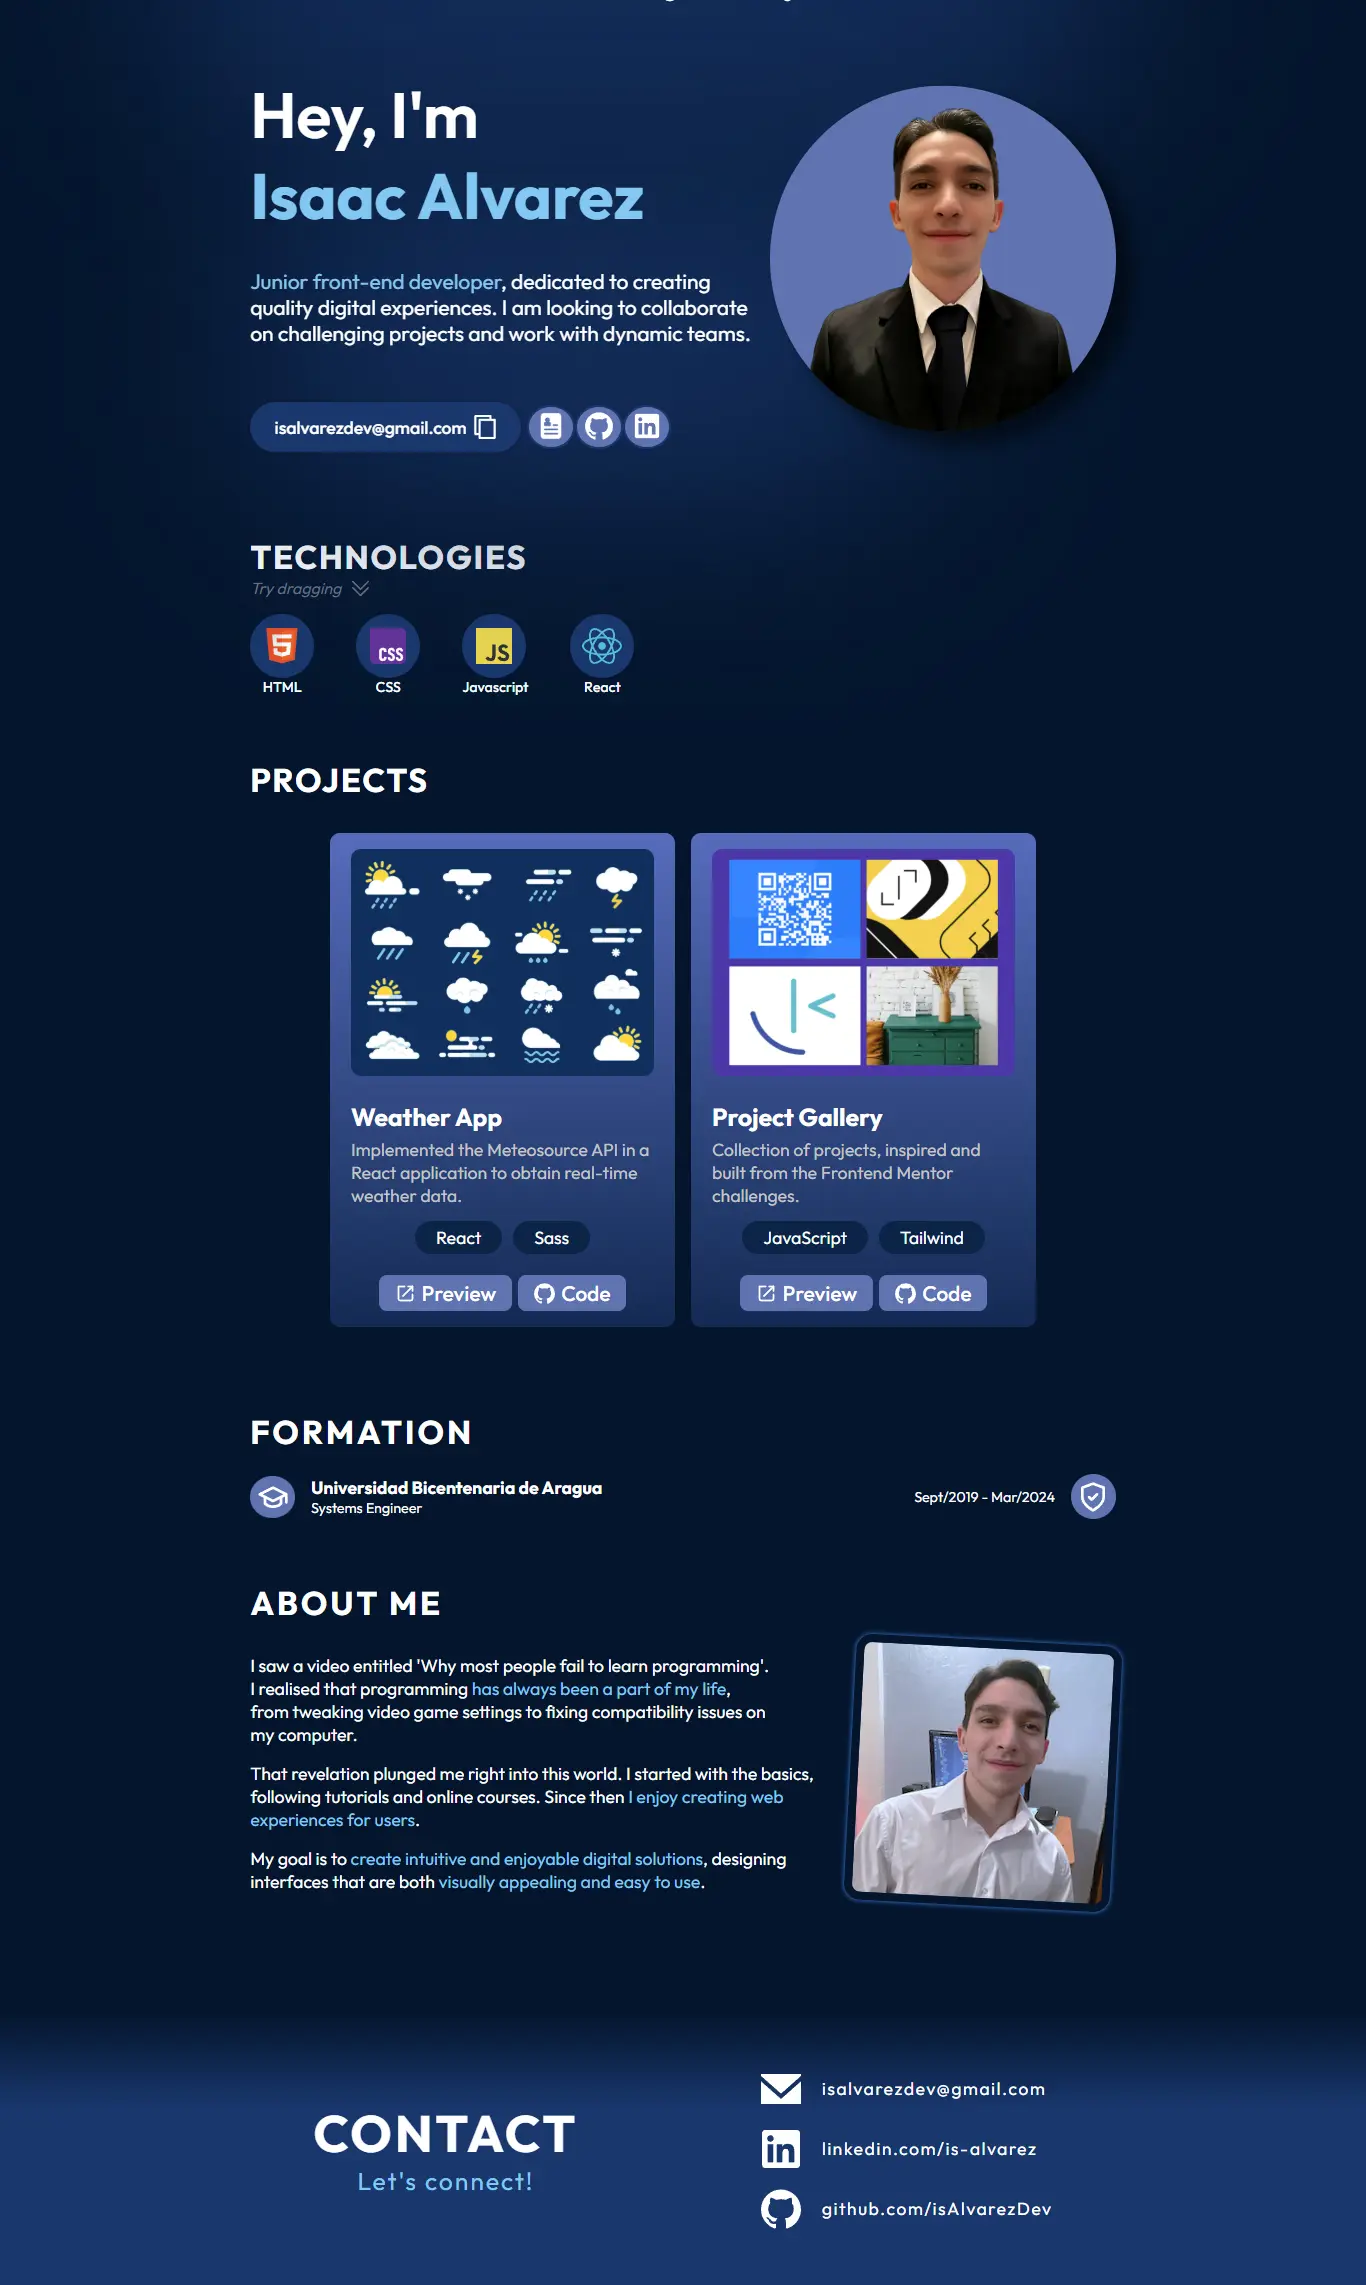 Hey, I'm
Isaac Alvarez
Junior front-end developer, dedicated to creating
quality digital experiences. I am looking to collaborate
on challenging projects and work with dynamic teams.
isalvarezdev@gmail.com
in
TECHNOLOGIES
Try dragging
5
CSS
JS
HTML
CSS
Javascript
React
PROJECTS
Weather App
Implemented the Meteosource API in a
React application to obtain real-time
weather data.
React
Sass
Preview
Code
Project Gallery
Collection of projects, inspired and
built from the Frontend Mentor
challenges.
JavaScript
Tailwind
Preview
Code
FORMATION
Universidad Bicentenaria de Aragua
Systems Engineer
Sept/2019 - Mar/2024
ABOUT ME
I saw a video entitled 'Why most people fail to learn programming'.
I realised that programming has always been a part of my life,
from tweaking video game settings to fixing compatibility issues on
my computer.
That revelation plunged me right into this world. I started with the basics,
following tutorials and online courses. Since then I enjoy creating web
experiences for users.
My goal is to create intuitive and enjoyable digital solutions, designing
interfaces that are both visually appealing and easy to use.
CONTACT
Let's connect!
isalvarezdev@gmail.com
in
linkedin.com/is-alvarez
github.com/isAlvarezDev